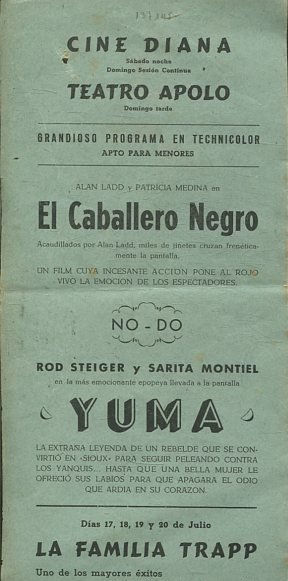 CINE DIANA
Sábado noche
Domingo Sesión Continua
TEATRO APOLO
Domingo tarde
GRANDIOSO PROGRAMA EN TECHNICOLOR
APTO PARA MENORES
ALAN LADD y PATRICIA MEDINA en
El Caballero Negro
Acaudillados por Alan Ladd, miles de jinetes cruzan frenética-
mente la pantalla.
UN FILM CUYA INCESANTE ACCION PONE AL ROJO
VIVO LA EMOCION DE LOS ESPECTADORES.
NO-DO
ROD STEIGER y SARITA MONTIEL
en la más emocionante epopeya llevada a la pantalla
YUMA
LA EXTRAÑA LEYENDA DE UN REBELDE QUE SE CON-
VIRTIÓ EN «SIOUX» PARA SEGUIR PELEANDO CONTRA
LOS YANQUIS... HASTA QUE UNA BELLA MUJER LE
OFRECIÓ SUS LABIOS PARA QUE APAGARA EL ODIO
QUE ARDIA EN SU CORAZON.
Días 17, 18, 19 y 20 de Julio
LA FAMILIA TRAPP
Uno de los mayores éxitos